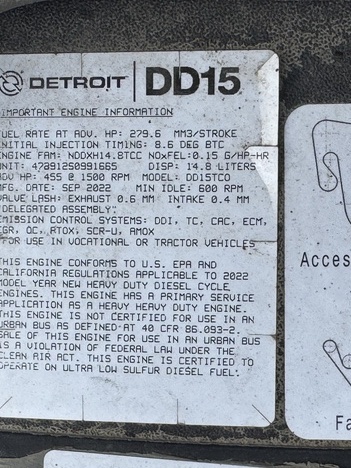 DETROIT DD15
IMPORTANT ENGINE INFORMATION
FUEL RATE AT ADV. HP: 279.6 MM3/STROKE
INITIAL INJECTION TIMING: 8.6 DEG BTC
ENGINE FAM: NDDXH14.8TCC NOxFEL:0.15 G/HP-HR
UNIT: 473912S0991665 DISP: 14.8 LITERS
ADV HP: 455 @ 1500 RPM MODEL: DD15TCO
MFG. DATE: SEP 2022 MIN IDLE: 600 RPM
VALVE LASH: EXHAUST 0.6 MM INTAKE 0.4 MM
DELEGATED ASSEMBLY:
EMISSION CONTROL SYSTEMS: DDI, TC, CAC, ECM,
EGR, OC, PTOX, SCR-U, AMOX
FOR USE IN VOCATIONAL OR TRACTOR VEHICLES
THIS ENGINE CONFORMS TO U.S. EPA AND
CALIFORNIA REGULATIONS APPLICABLE TO 2022
MODEL YEAR NEW HEAVY DUTY DIESEL CYCLE
ENGINES. THIS ENGINE HAS A PRIMARY SERVICE
APPLICATION AS A HEAVY HEAVY ENGINE.
THIS ENGINE IS NOT CERTIFIED FOR USE IN AN
URBAN BUS AS DEFINED AT 40 CFR 86.093-2.
SALE OF THIS ENGINE FOR USE IN AN URBAN BUS
IS A VIOLATION OF FEDERAL LAW UNDER THE
CLEAN AIR ACT. THIS ENGINE IS CERTIFIED TO
OPERATE ON ULTRA LOW SULFUR DIESEL FUEL.
Access
Fa